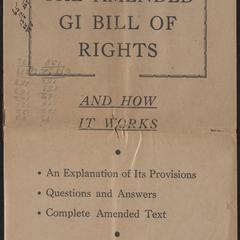 THE AMENDED
GI BILL OF
RIGHTS
AND HOW
IT WORKS
• An Explanation of Its Provisions
• Questions and Answers
• Complete Amended Text